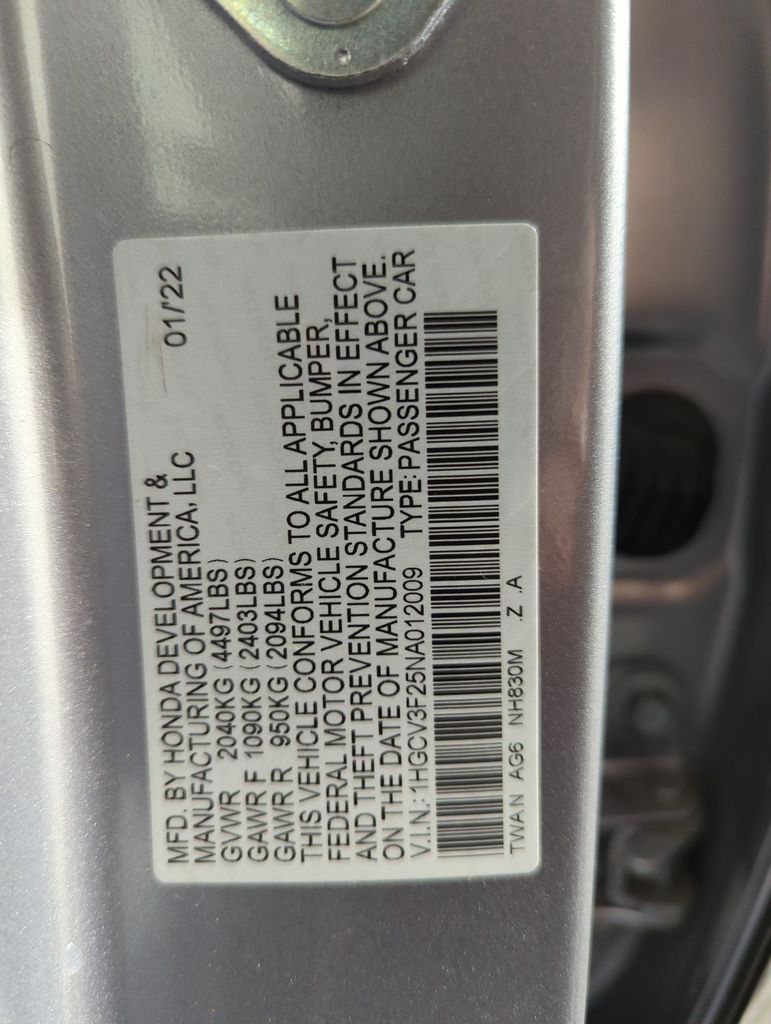 MFD. BY HONDA DEVELOPMENT &
MANUFACTURING OF AMERICA, LLC 01/'22
GVWR 2040KG (4497LBS)
GAWR F 1090KG (2403LBS)
GAWR R 950KG (2094LBS)
THIS VEHICLE CONFORMS TO ALL APPLICABLE
FEDERAL MOTOR VEHICLE SAFETY, BUMPER,
AND THEFT PREVENTION STANDARDS IN EFFECT
ON THE DATE OF MANUFACTURE SHOWN ABOVE.
V.I.N.: 1HGCV3F25NA012009 TYPE: PASSENGER CAR
TWA N AG6 NH830M .Z .A